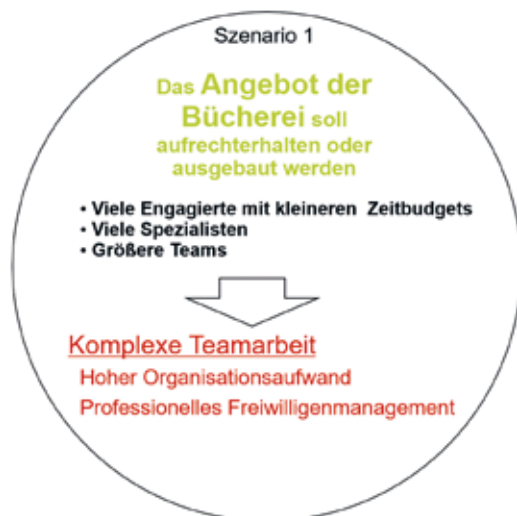 Szenario 1
Das Angebot der
Bücherei soll
aufrechterhalten oder
ausgebaut werden
• Viele Engagierte mit kleineren Zeitbudgets
• Viele Spezialisten
• Größere Teams
Komplexe Teamarbeit
Hoher Organisationsaufwand
Professionelles Freiwilligenmanagement